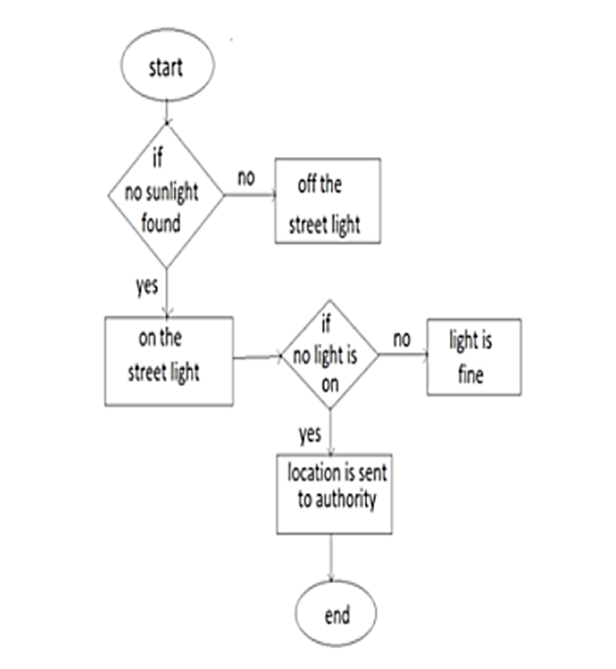 start
if
no sunlight
found
no
off the
street light
yes
on the
street light
if
no light is
on
no
light is
fine
yes
location is sent
to authority
end